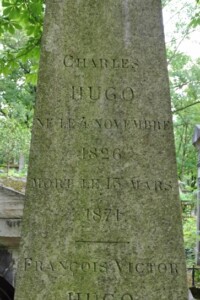 CHARLES
HUGO
NÉ LE 4 NOVEMBRE
1826
MORT LE 13 MARS
1871
FRANÇOIS-VICTOR
HUGO